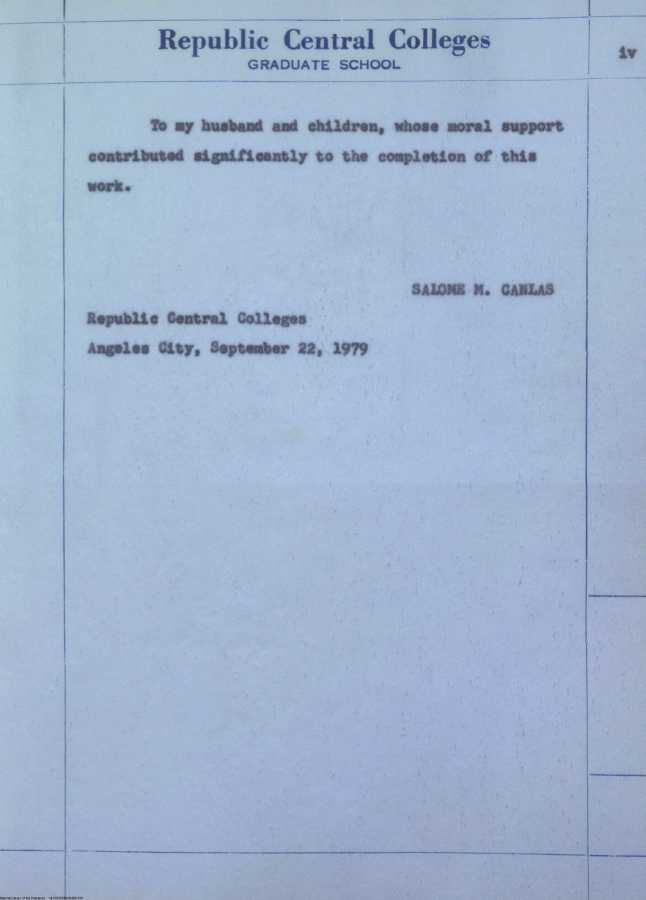 Republic Central Colleges
GRADUATE SCHOOL
iv
To my husband and children, whose moral support
contributed significantly to the completion of this
work.
SALOME M. CANLAS
Republic Central Colleges
Angeles City, September 22, 1979